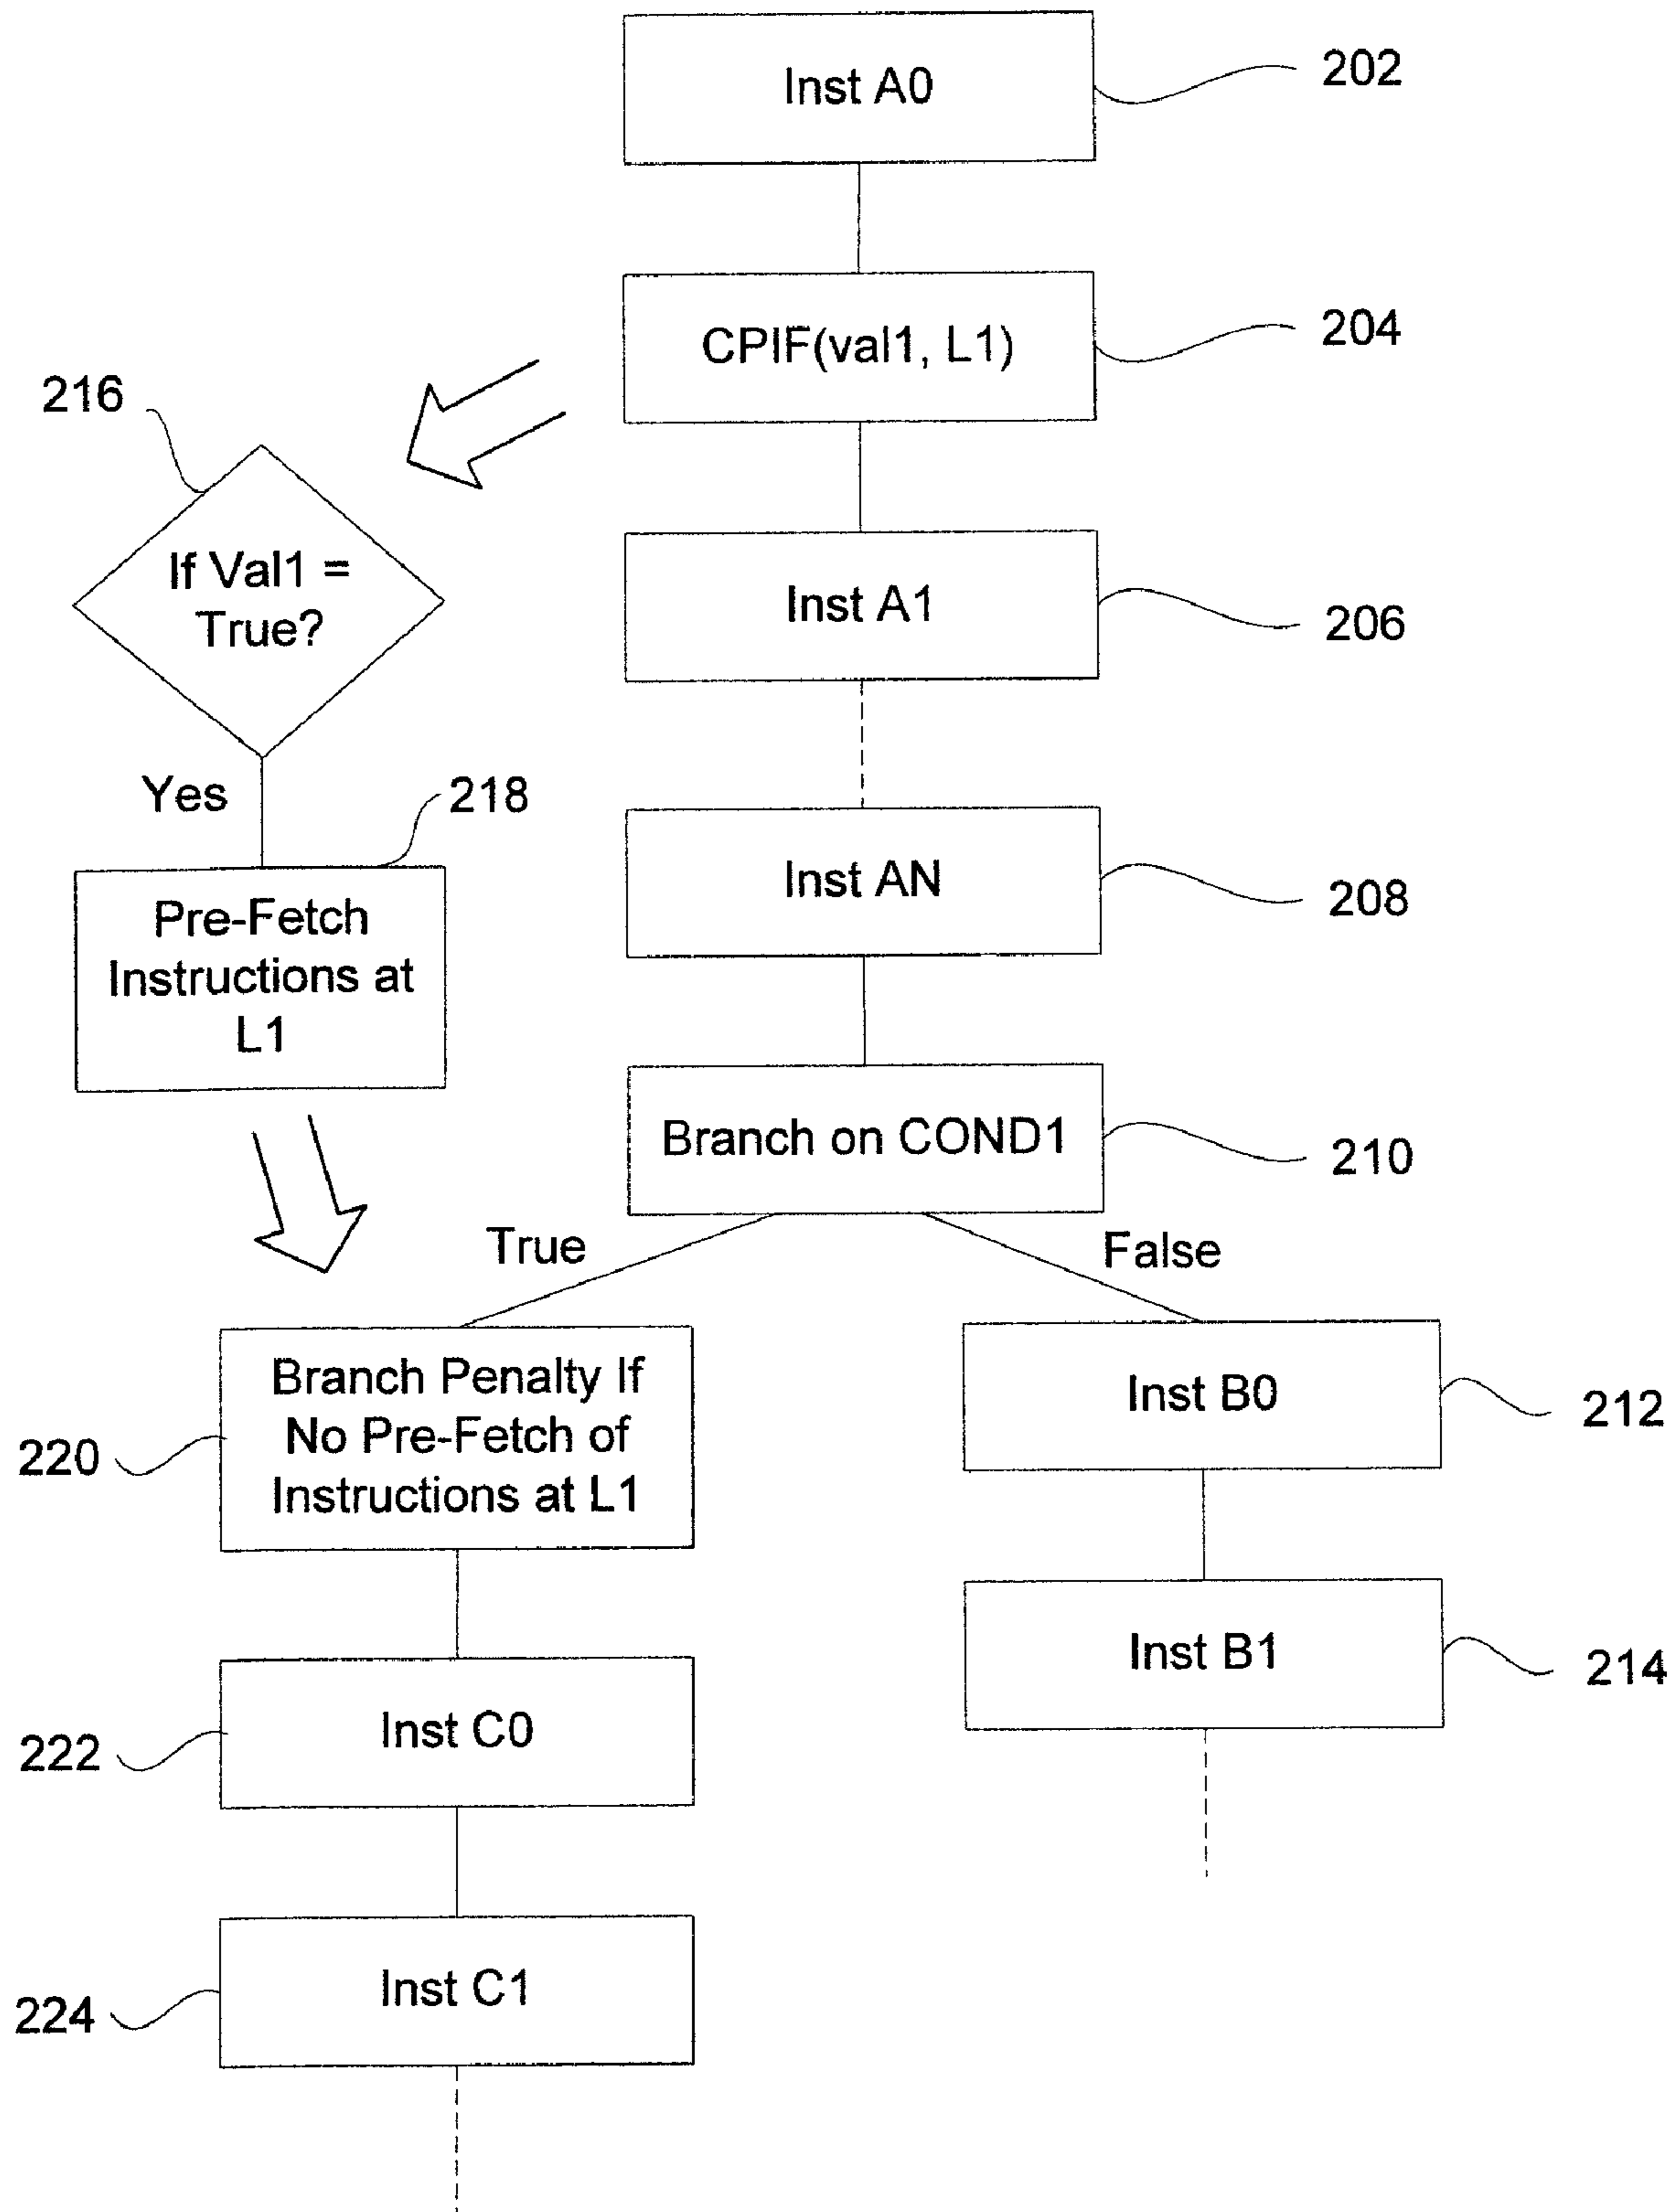 Inst A0
202
CPIF(val1, L1)
204
216
If Val1 =
True?
Inst A1
206
Yes
218
Pre-Fetch
Instructions at
L1
Inst AN
208
Branch on COND1
210
True
False
Branch Penalty If
No Pre-Fetch of
Instructions at L1
220
Inst B0
212
Inst B1
214
Inst C0
222
Inst C1
224